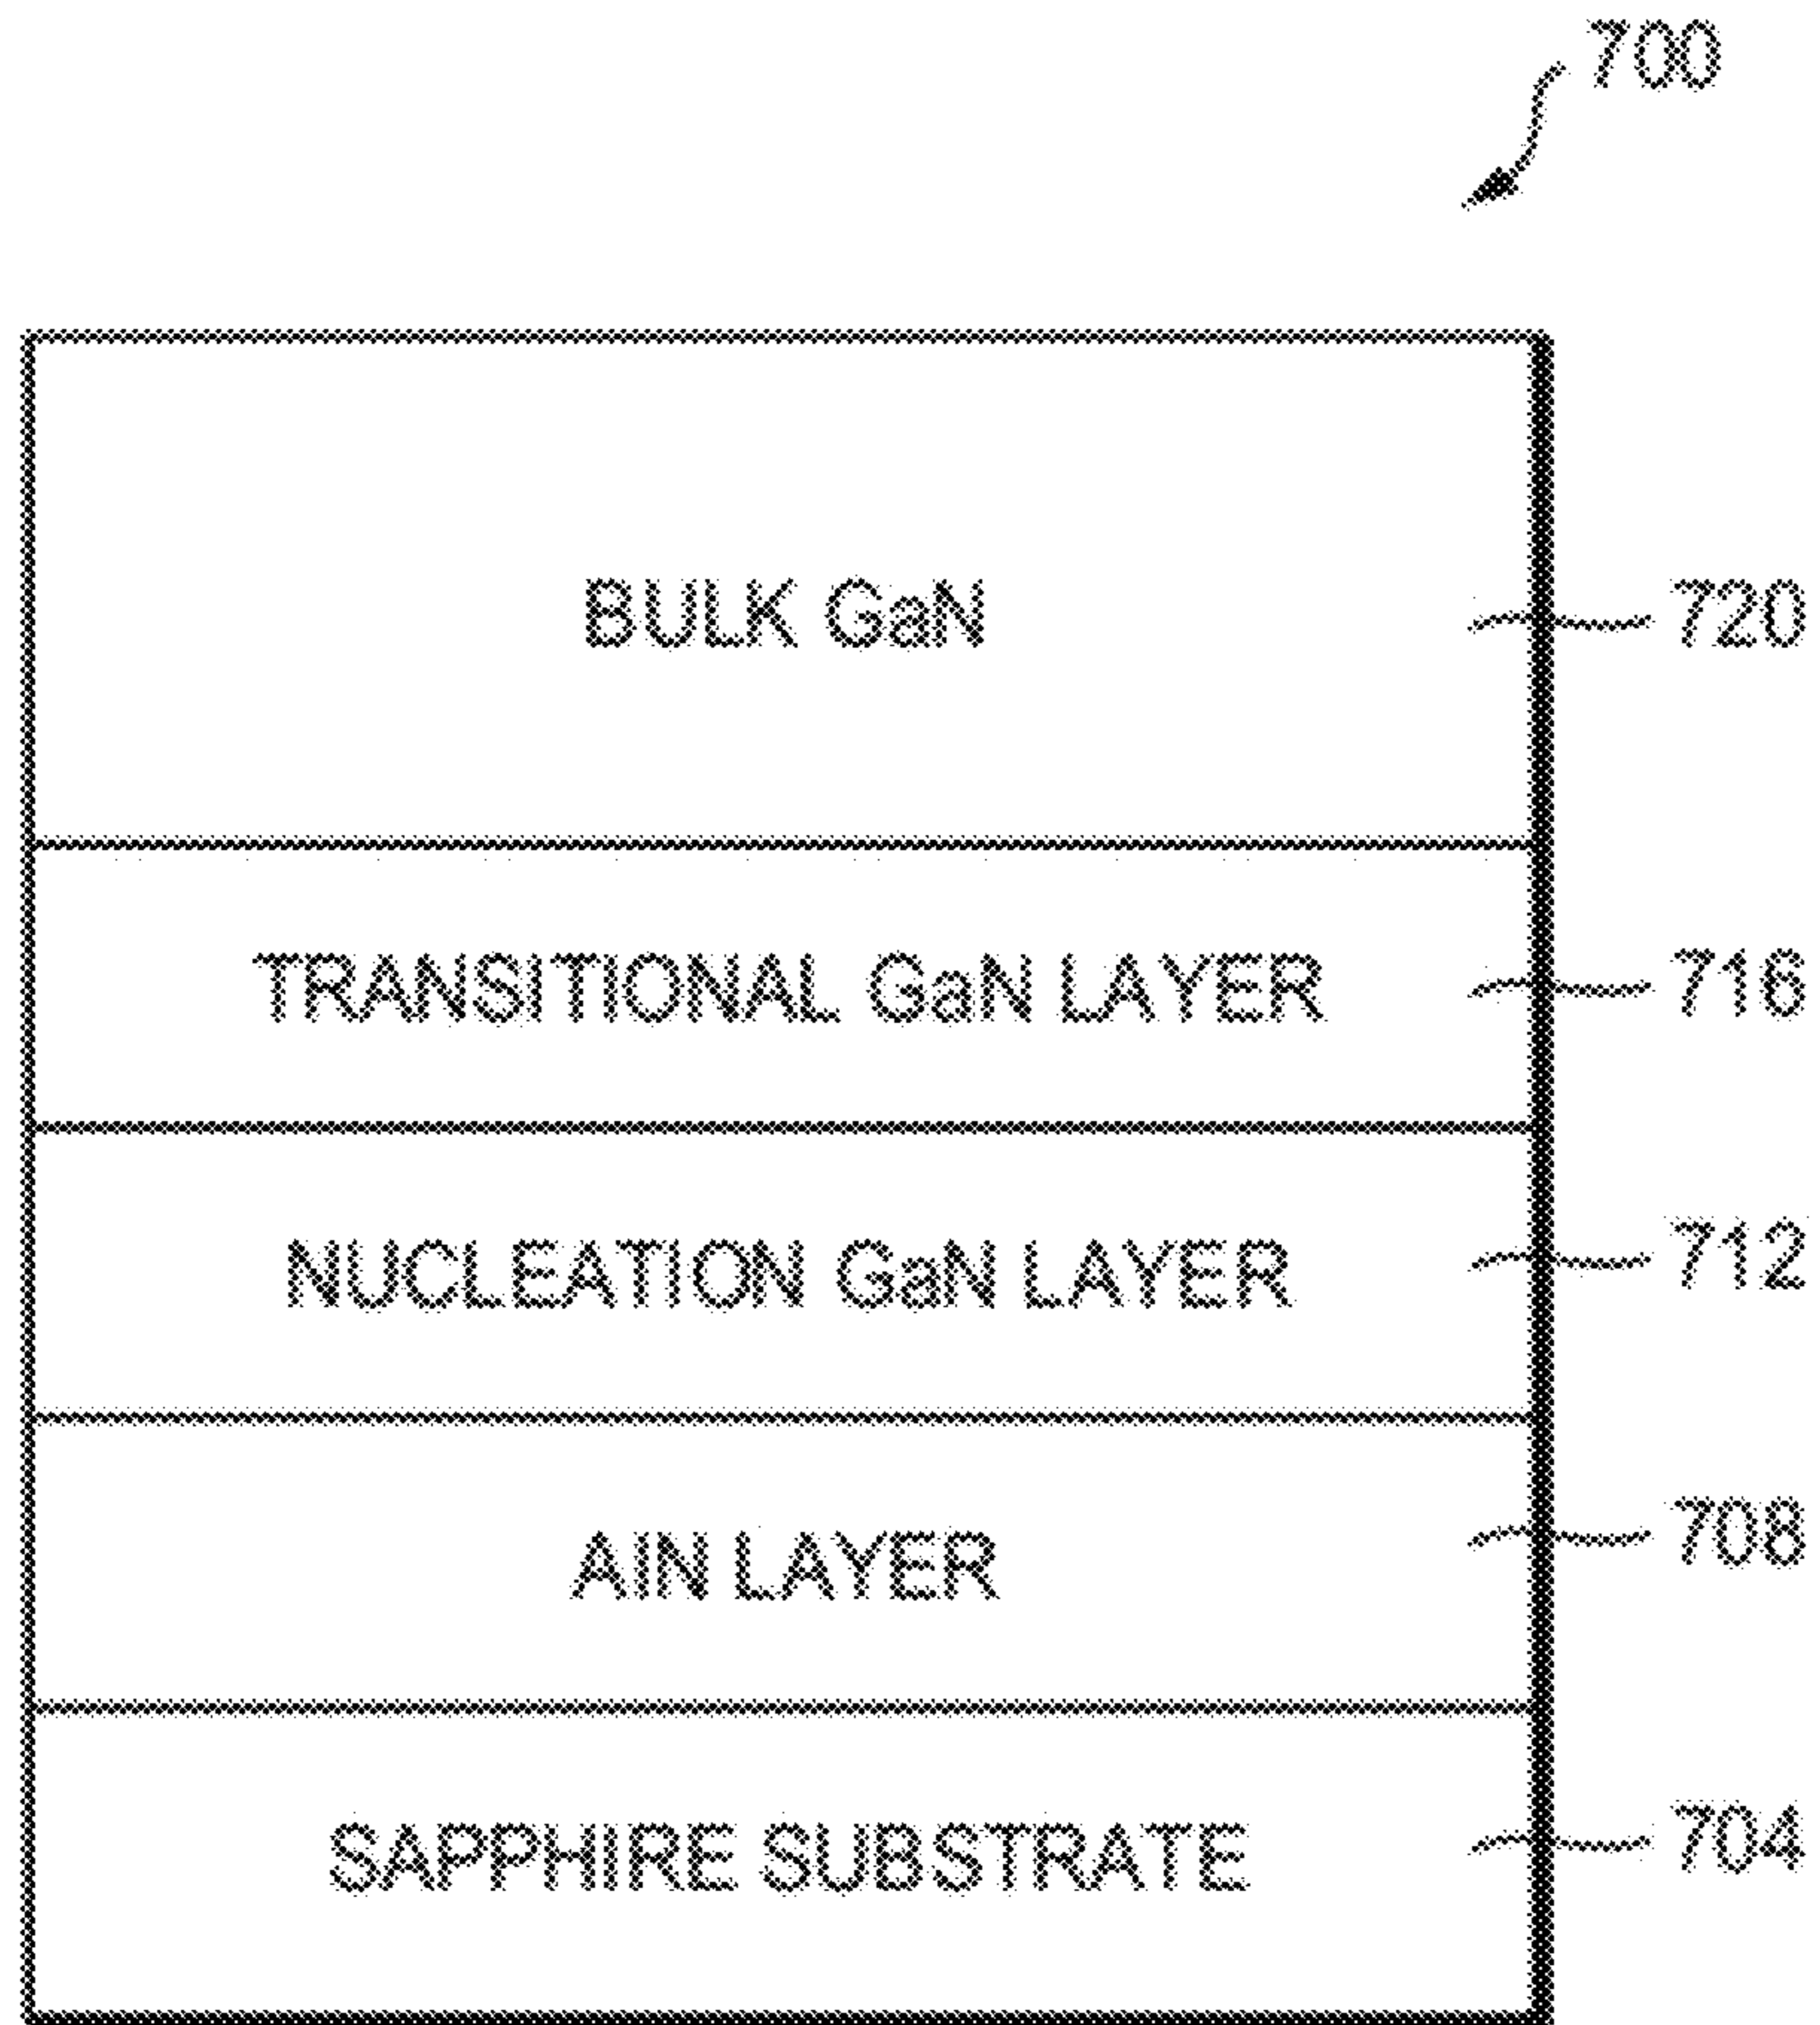 700
BULK GaN
720
TRANSITIONAL GaN LAYER
716
NUCLEATION GaN LAYER
712
AlN LAYER
708
SAPPHIRE SUBSTRATE
704